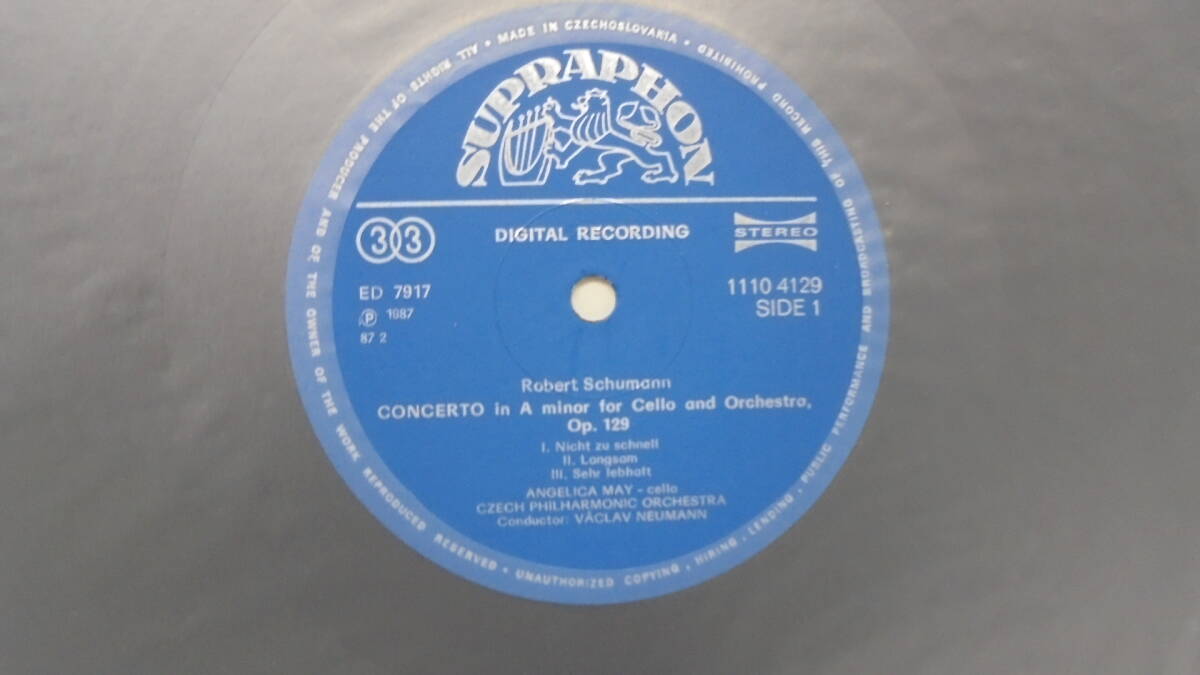 SUPRAPHON
33
DIGITAL RECORDING
STEREO
ED 7917
1110 4129
Ⓟ 1987
SIDE 1
87 2
Robert Schumann
CONCERTO in A minor for Cello and Orchestra,
Op. 129
I. Nicht zu schnell
II. Langsam
III. Sehr lebhaft
ANGELICA MAY - cello
CZECH PHILHARMONIC ORCHESTRA
Conductor: VÁCLAV NEUMANN
• MADE IN CZECHOSLOVAKIA • ALL RIGHTS OF THE PRODUCER AND OF THE OWNER OF THE WORK REPRODUCED RESERVED • UNAUTHORIZED COPYING, HIRING, LENDING, PUBLIC PERFORMANCE AND BROADCASTING OF THIS RECORD PROHIBITED